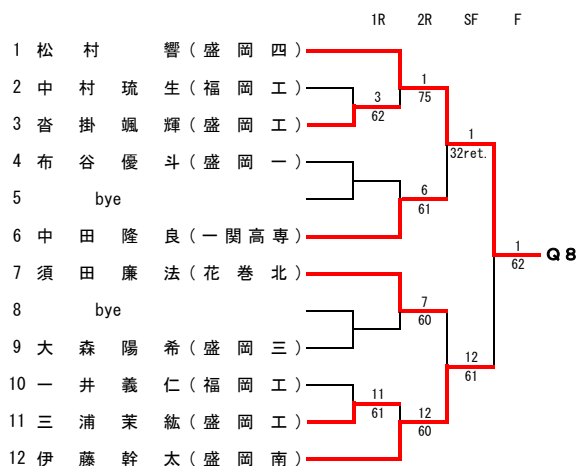 1R 2R SF F
1 松村 響 (盛岡四)
2 中村琉生 (福岡工)
3 沓掛颯輝 (盛岡工)
4 布谷優斗 (盛岡一)
5 bye
6 中田隆良 (一関高専)
7 須田廉法 (花巻北)
8 bye
9 大森陽希 (盛岡三)
10 一井義仁 (福岡工)
11 三浦茉紘 (盛岡工)
12 伊藤幹太 (盛岡南)
3
62
11
61
1
75
6
61
7
60
12
60
1
32ret.
12
61
1
62
Q8